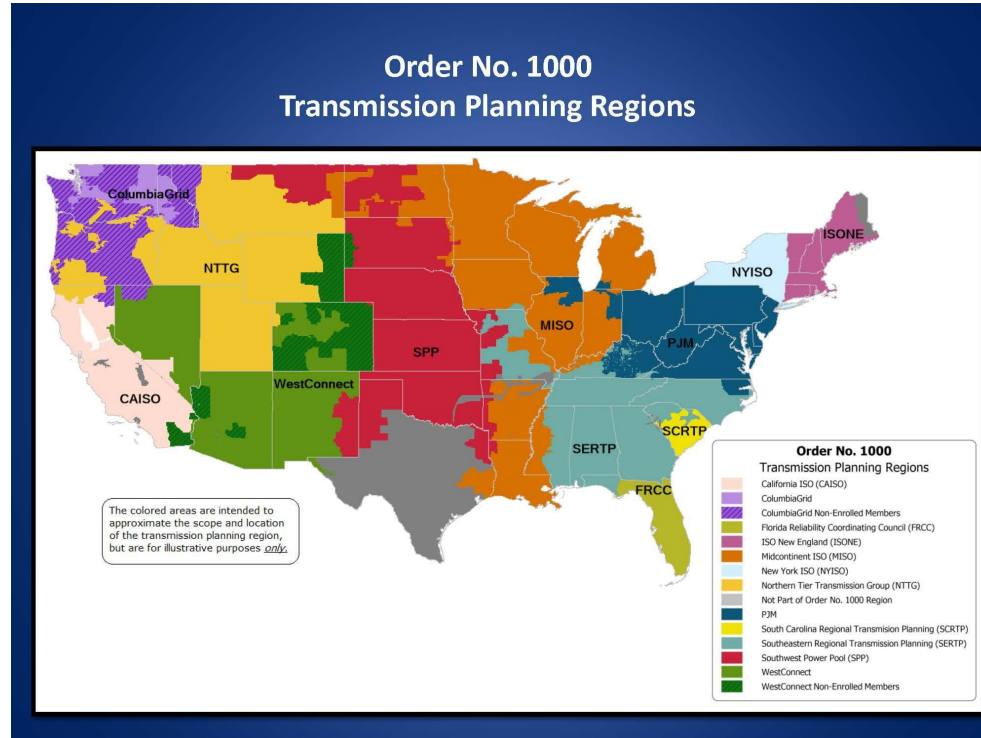 Order No. 1000
Transmission Planning Regions
ColumbiaGrid
ISONE
NTTG
NYISO
MISO
PJM
SPP
WestConnect
CAISO
SCRTP
SERTP
FRCC
The colored areas are intended to
approximate the scope and location
of the transmission planning region,
but are for illustrative purposes only.
Order No. 1000
Transmission Planning Regions
California ISO (CAISO)
ColumbiaGrid
ColumbiaGrid Non-Enrolled Members
Florida Reliability Coordinating Council (FRCC)
ISO New England (ISONE)
Midcontinent ISO (MISO)
New York ISO (NYISO)
Northern Tier Transmission Group (NTTG)
Not Part of Order No. 1000 Region
PJM
South Carolina Regional Transmision Planning (SCRTP)
Southeastern Regional Transmission Planning (SERTP)
Southwest Power Pool (SPP)
WestConnect
WestConnect Non-Enrolled Members